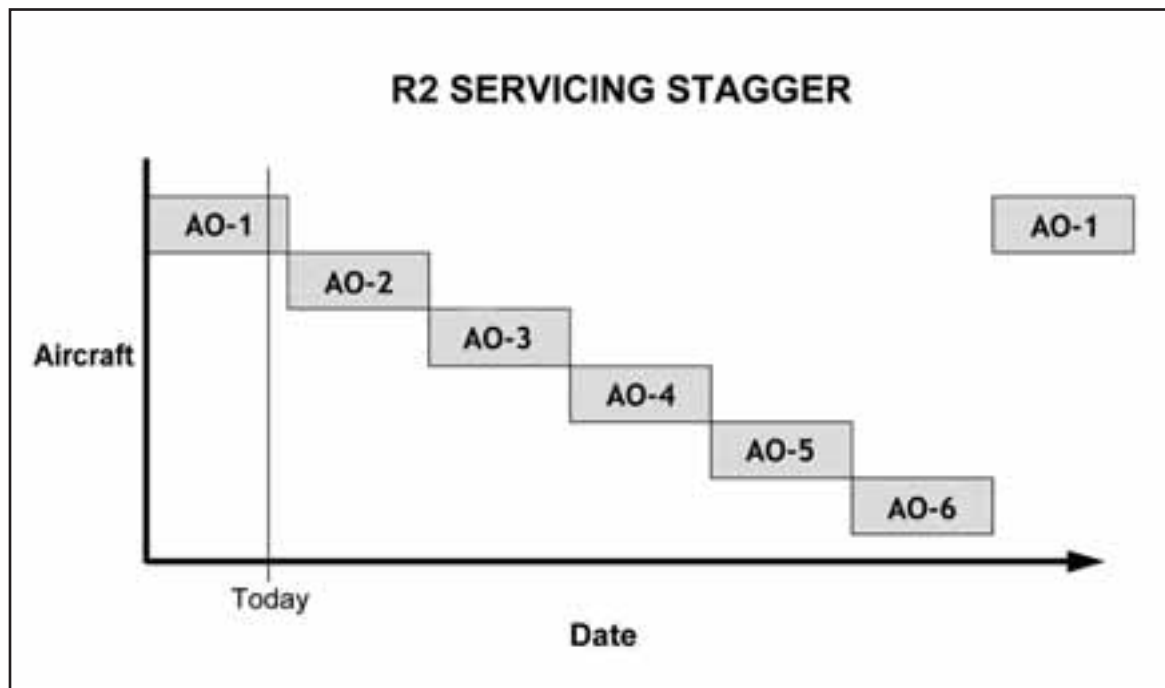 R2 SERVICING STAGGER
AO-1
AO-1
AO-2
AO-3
Aircraft
AO-4
AO-5
AO-6
Today
Date